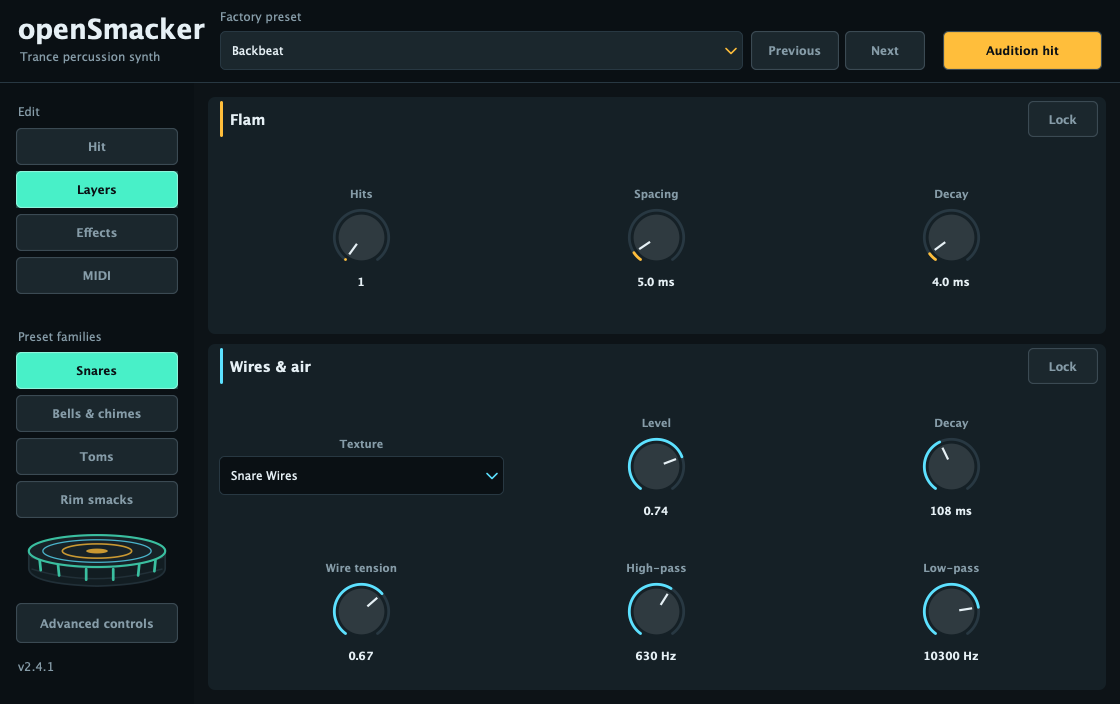 openSmacker
Trance percussion synth
Factory preset
Backbeat
Previous
Next
Audition hit
Edit
Hit
Layers
Effects
MIDI
Preset families
Snares
Bells & chimes
Toms
Rim smacks
Advanced controls
v2.4.1
Flam
Lock
Hits
Spacing
Decay
1
5.0 ms
4.0 ms
Wires & air
Lock
Texture
Snare Wires
Level
0.74
Decay
108 ms
Wire tension
0.67
High-pass
630 Hz
Low-pass
10300 Hz